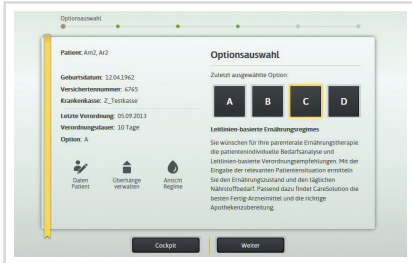 Optionsauswahl
Patient: Am2, Ar2
Geburtsdatum: 12.04.1962
Versichertennummer: 6765
Krankenkasse: Z_Testkasse
Letzte Verordnung: 05.09.2013
Verordnungsdauer: 10 Tage
Option: A
Daten
Patient
Überhänge
verwalten
Ansicht
Regime
Optionsauswahl
Zuletzt ausgewählte Option:
A B C D
Leitlinien-basierte Ernährungsregimes
Sie wünschen für Ihre parenterale Ernährungstherapie
die patientenindividuelle Bedarfsanalyse und
Leitlinien-basierte Verordnungsempfehlungen. Mit der
Eingabe der relevanten Patientensituation ermitteln
Sie den Ernährungszustand und den täglichen
Nährstoffbedarf. Passend dazu findet CareSolution die
besten Fertig-Arzneimittel und die richtige
Apothekenzubereitung.
Cockpit
Weiter